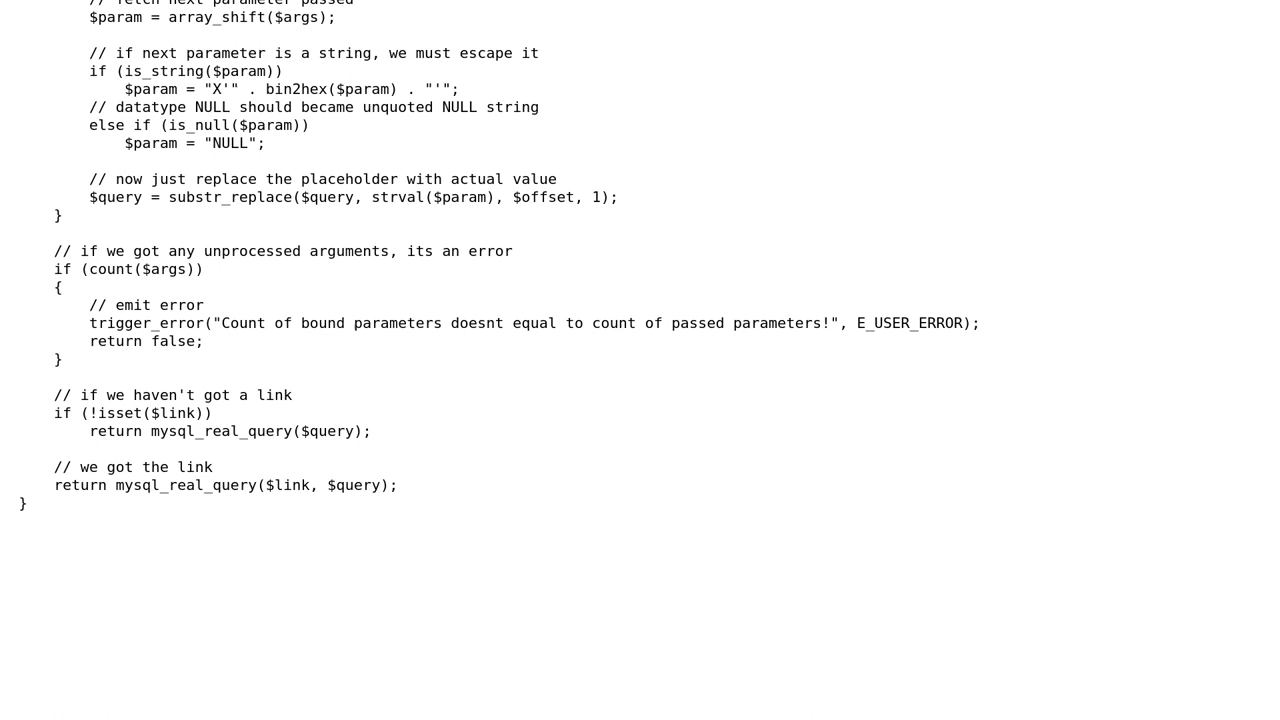 // fetch next parameter passed
$param = array_shift($args);
// if next parameter is a string, we must escape it
if (is_string($param))
$param = "X'" . bin2hex($param) . "'";
// datatype NULL should became unquoted NULL string
else if (is_null($param))
$param = "NULL";
// now just replace the placeholder with actual value
$query = substr_replace($query, strval($param), $offset, 1);
}
// if we got any unprocessed arguments, its an error
if (count($args))
{
// emit error
trigger_error("Count of bound parameters doesnt equal to count of passed parameters!", E_USER_ERROR);
return false;
}
// if we haven't got a link
if (!isset($link))
return mysql_real_query($query);
// we got the link
return mysql_real_query($link, $query);
}